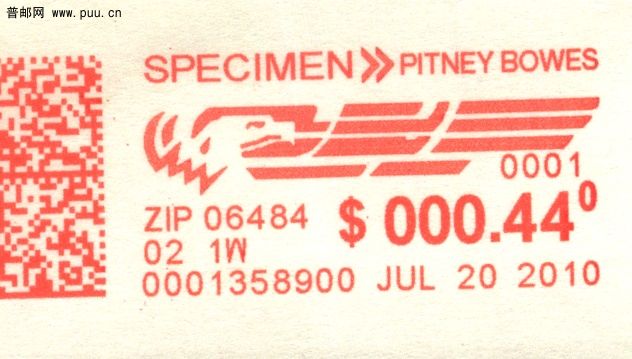 普邮网 www.puu.cn
SPECIMEN PITNEY BOWES
0001
ZIP 06484 $ 000.44⁰
02 1W
0001358900 JUL 20 2010